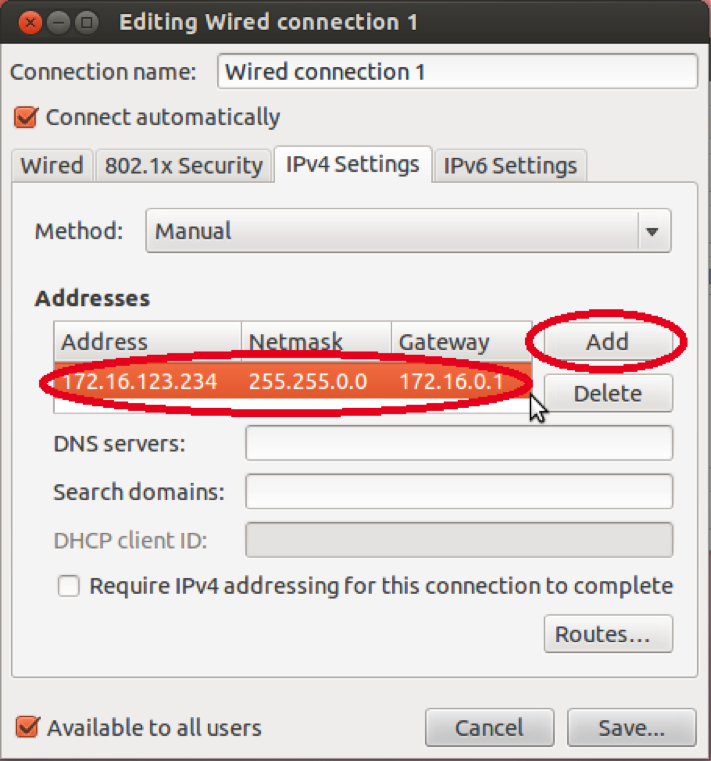 Editing Wired connection 1
Connection name: Wired connection 1
Connect automatically
Wired 802.1x Security IPv4 Settings IPv6 Settings
Method: Manual
Addresses
Address Netmask Gateway Add
172.16.123.234 255.255.0.0 172.16.0.1
Delete
DNS servers:
Search domains:
DHCP client ID:
Require IPv4 addressing for this connection to complete
Routes...
Available to all users Cancel Save...